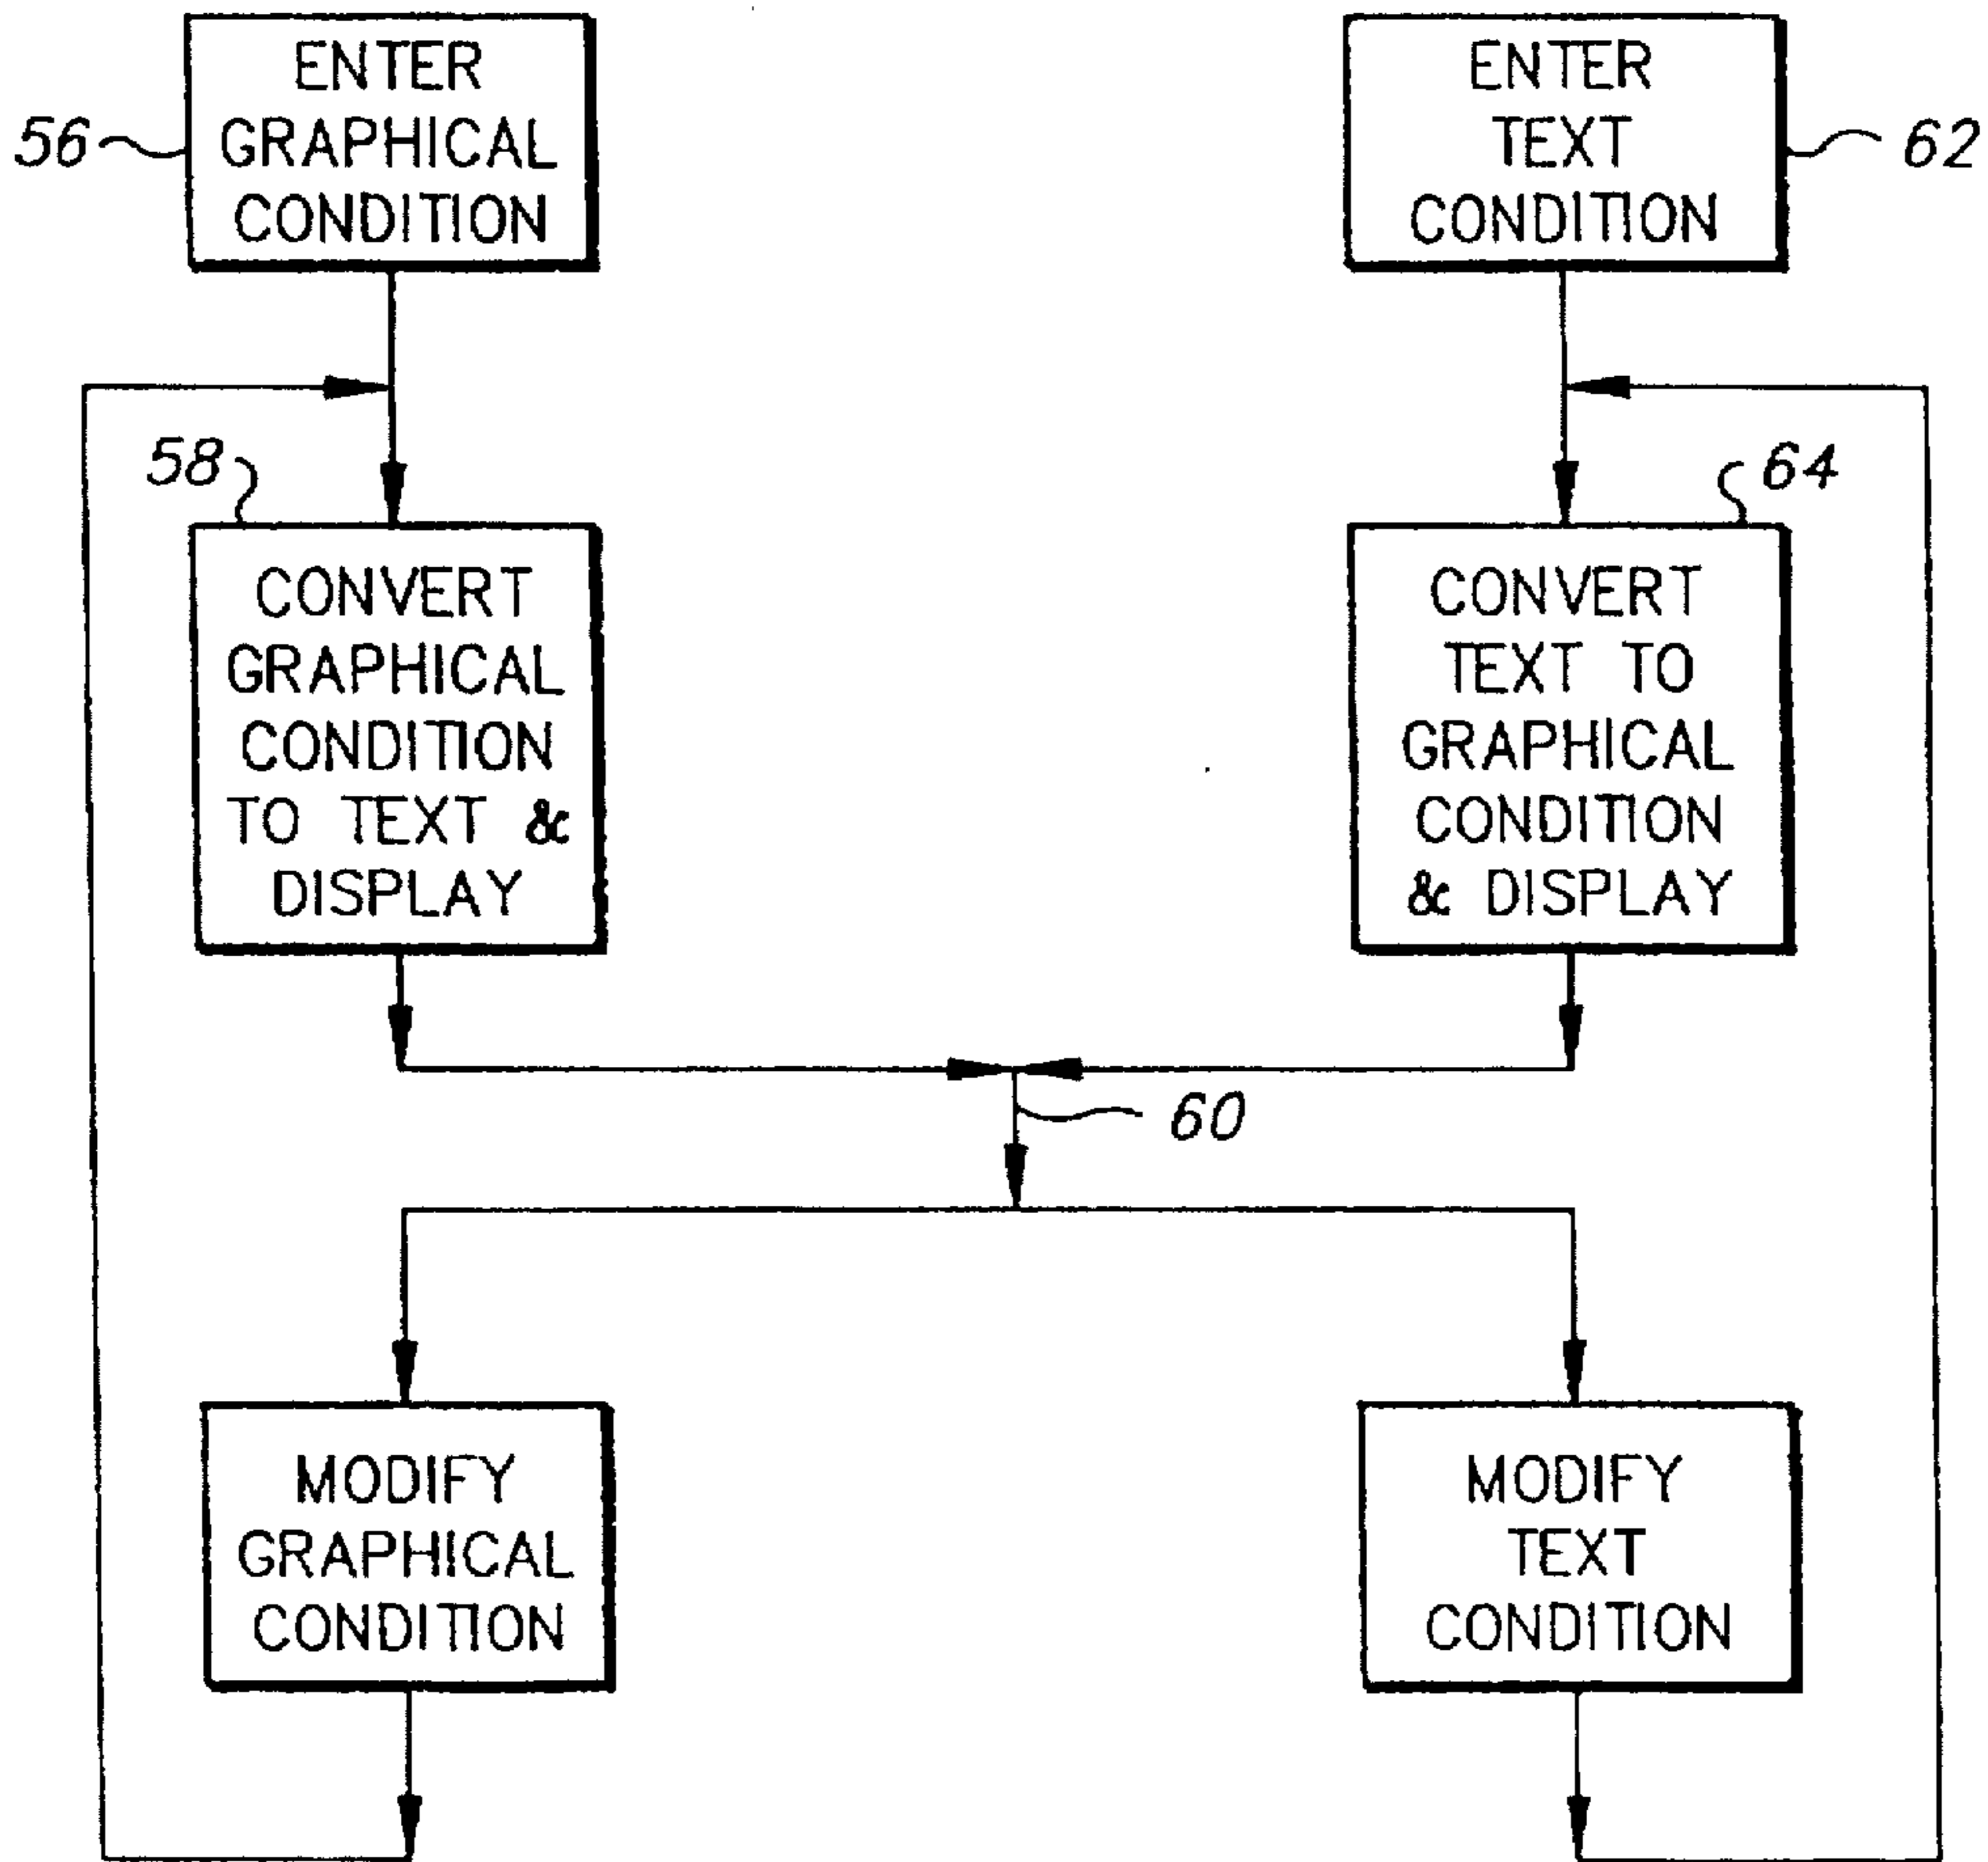 ENTER
GRAPHICAL
CONDITION
56
ENTER
TEXT
CONDITION
62
58
CONVERT
GRAPHICAL
CONDITION
TO TEXT &
DISPLAY
64
CONVERT
TEXT TO
GRAPHICAL
CONDITION
& DISPLAY
60
MODIFY
GRAPHICAL
CONDITION
MODIFY
TEXT
CONDITION